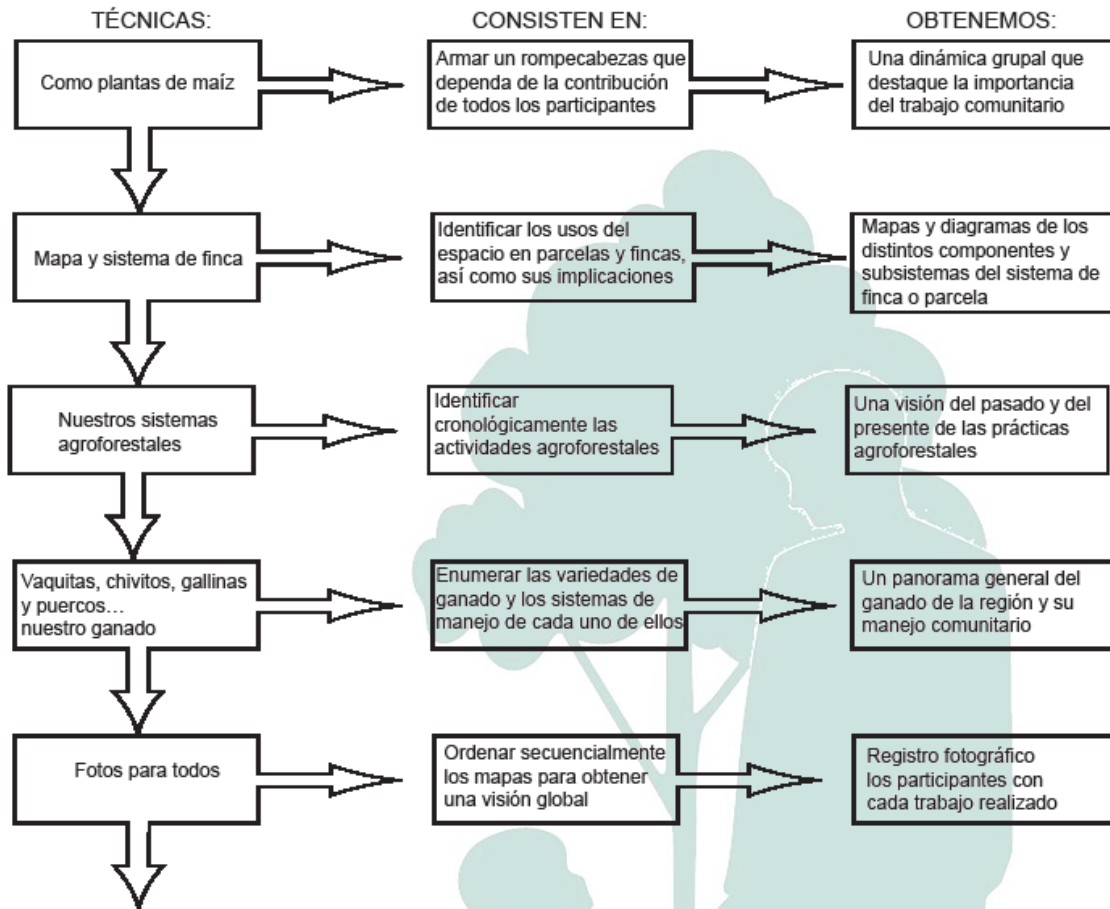 TÉCNICAS:
CONSISTEN EN:
OBTENEMOS:
Como plantas de maíz
Armar un rompecabezas que
dependa de la contribución
de todos los participantes
Una dinámica grupal que
destaque la importancia
del trabajo comunitario
Mapa y sistema de finca
Identificar los usos del
espacio en parcelas y fincas,
así como sus implicaciones
Mapas y diagramas de los
distintos componentes y
subsistemas del sistema de
finca o parcela
Nuestros sistemas
agroforestales
Identificar
cronológicamente las
actividades agroforestales
Una visión del pasado y del
presente de las prácticas
agroforestales
Vaquitas, chivitos, gallinas
y puercos…
nuestro ganado
Enumerar las variedades de
ganado y los sistemas de
manejo de cada uno de ellos
Un panorama general del
ganado de la región y su
manejo comunitario
Fotos para todos
Ordenar secuencialmente
los mapas para obtener
una visión global
Registro fotográfico
los participantes con
cada trabajo realizado